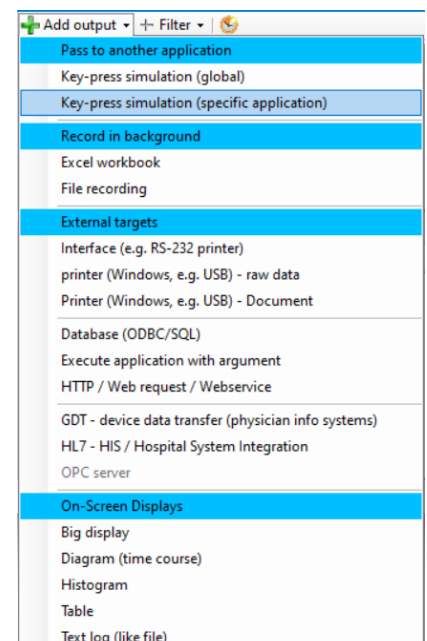 Add output
Filter
Pass to another application
Key-press simulation (global)
Key-press simulation (specific application)
Record in background
Excel workbook
File recording
External targets
Interface (e.g. RS-232 printer)
printer (Windows, e.g. USB) - raw data
Printer (Windows, e.g. USB) - Document
Database (ODBC/SQL)
Execute application with argument
HTTP / Web request / Webservice
GDT - device data transfer (physician info systems)
HL7 - HIS / Hospital System Integration
OPC server
On-Screen Displays
Big display
Diagram (time course)
Histogram
Table
Text log (like file)